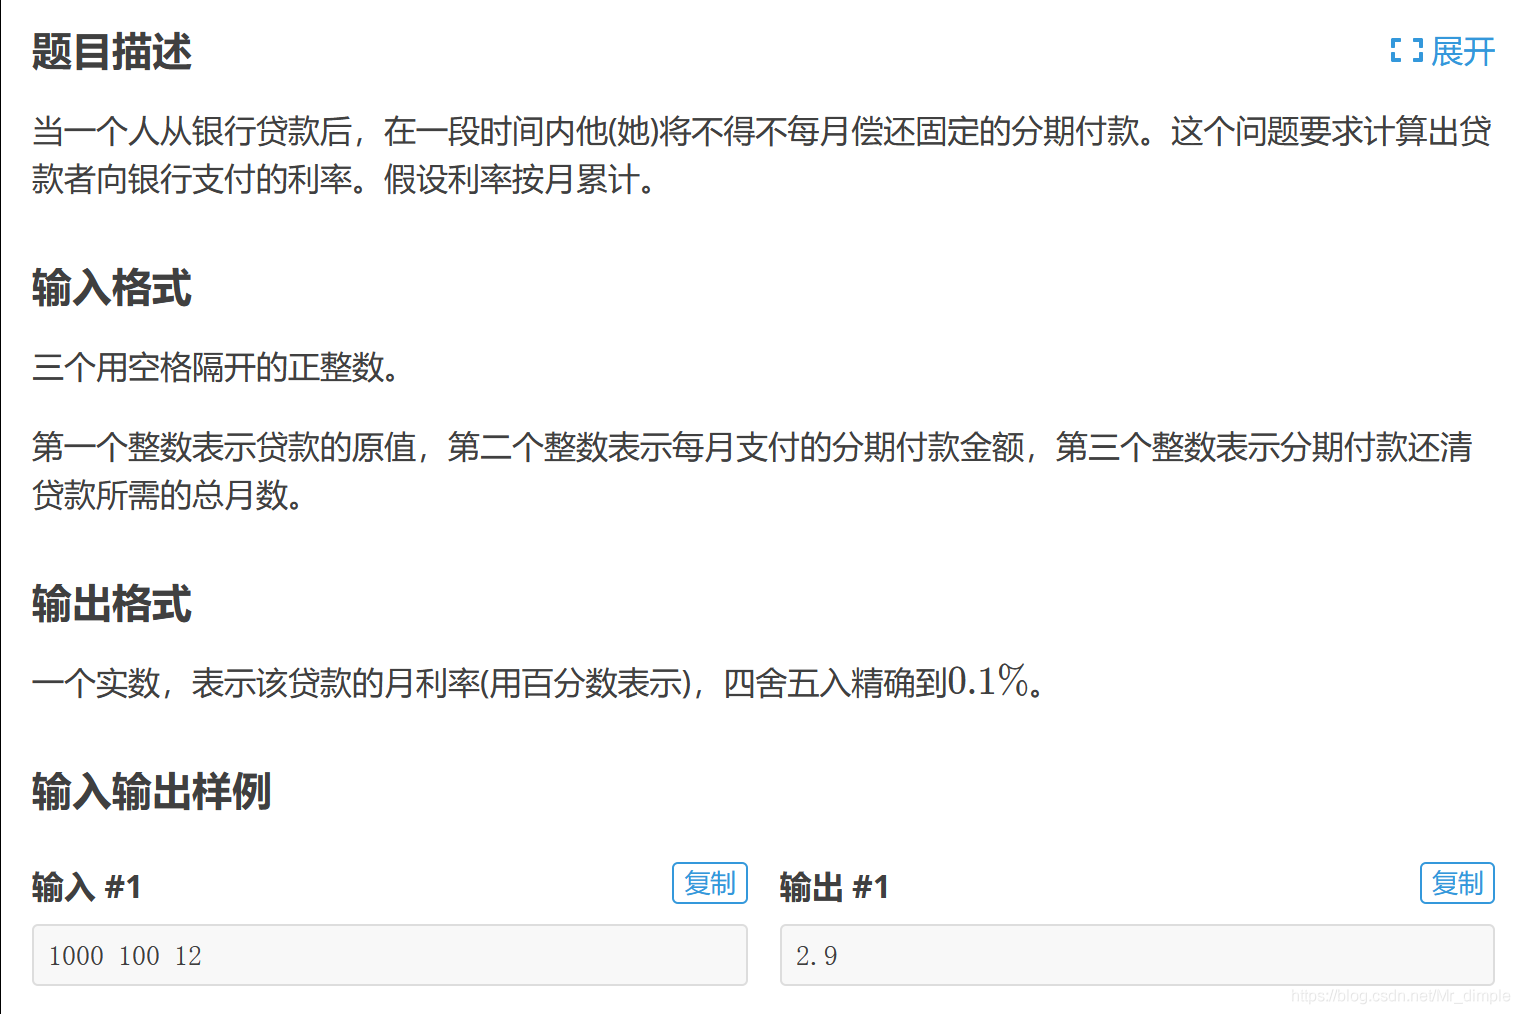 题目描述
展开
当一个人从银行贷款后，在一段时间内他(她)将不得不每月偿还固定的分期付款。这个问题要求计算出贷
款者向银行支付的利率。假设利率按月累计。
输入格式
三个用空格隔开的正整数。
第一个整数表示贷款的原值，第二个整数表示每月支付的分期付款金额，第三个整数表示分期付款还清
贷款所需的总月数。
输出格式
一个实数，表示该贷款的月利率(用百分数表示)，四舍五入精确到0.1%。
输入输出样例
输入 #1
复制
输出 #1
复制
1000 100 12
2.9
https://blog.csdn.net/Mr_dimple